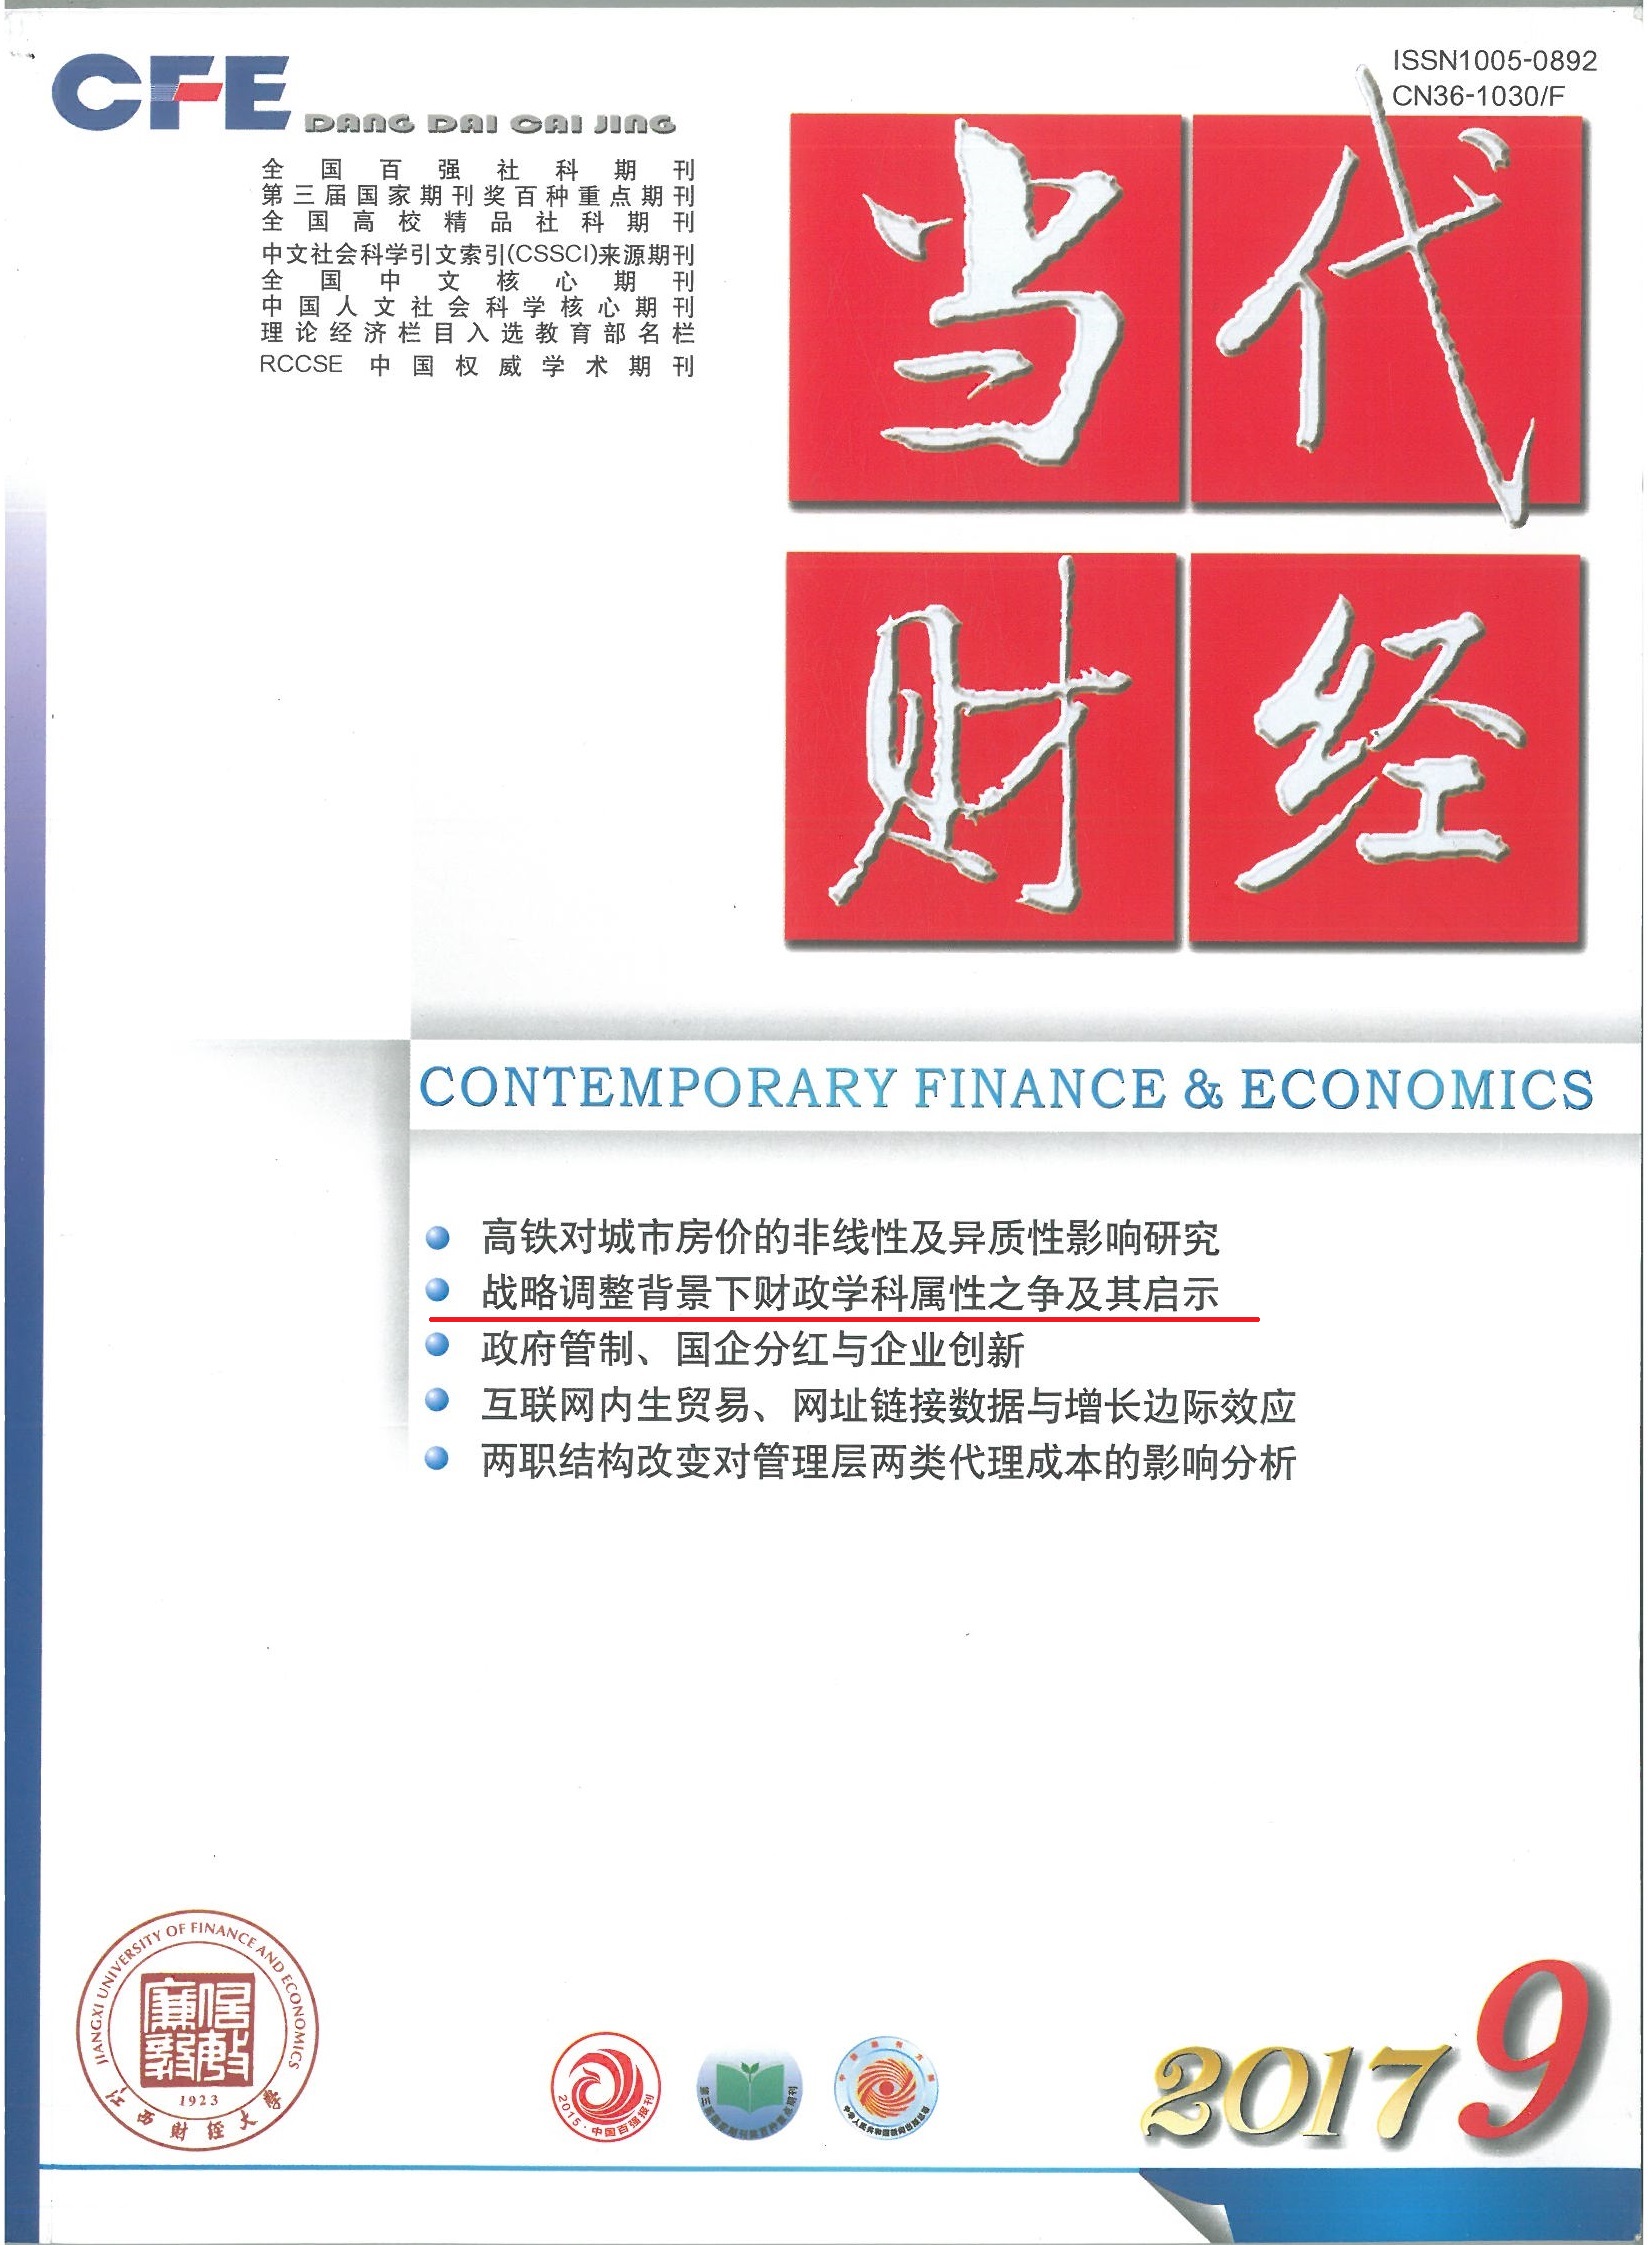 CFE
DANG DAI CAI JING
ISSN1005-0892
CN36-1030/F
全国百强社科期刊
第三届国家期刊奖百种重点期刊
全国高校精品社科期刊
中文社会科学引文索引(CSSCI)来源期刊
全国中文核心期刊
中国人文社会科学核心期刊
理论经济栏目入选教育部名栏
RCCSE 中国权威学术期刊
当代
财经
CONTEMPORARY FINANCE & ECONOMICS
高铁对城市房价的非线性及异质性影响研究
战略调整背景下财政学科属性之争及其启示
政府管制、国企分红与企业创新
互联网内生贸易、网址链接数据与增长边际效应
两职结构改变对管理层两类代理成本的影响分析
JIANGXI UNIVERSITY OF FINANCE AND ECONOMICS
1923
江西财经大学
2015·中国百强报刊
2017 9